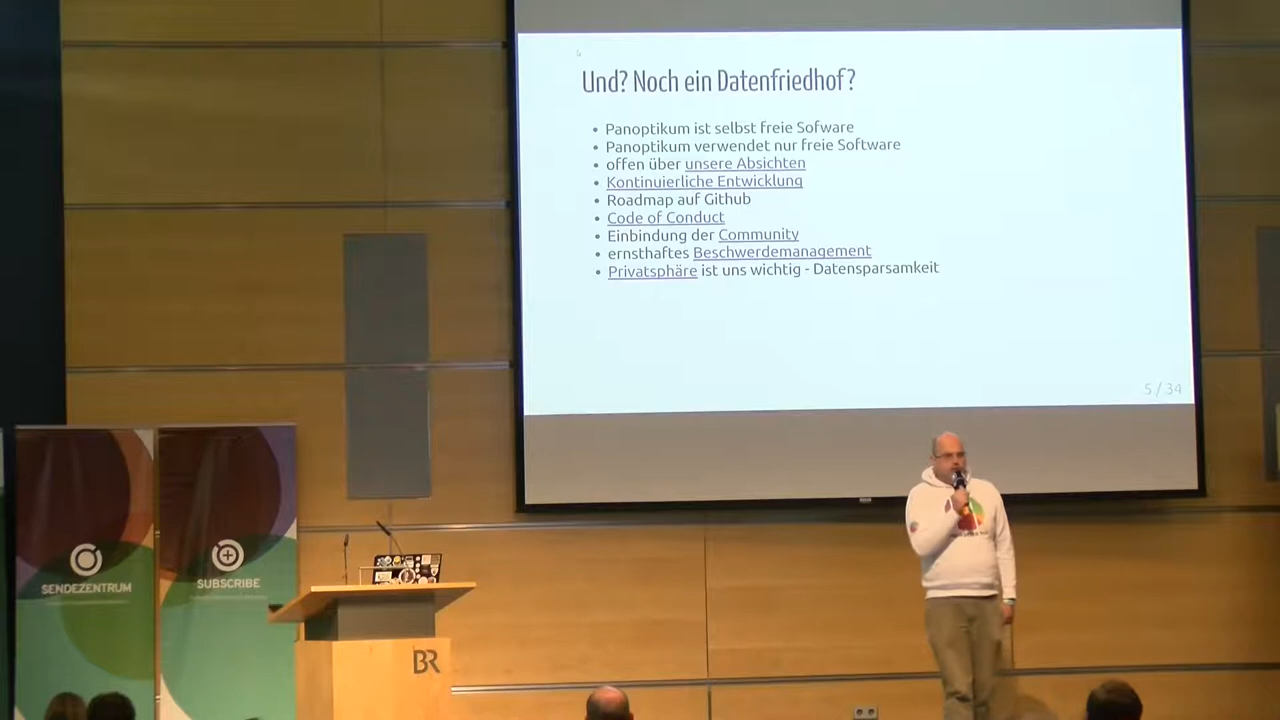 Und? Noch ein Datenfriedhof?
• Panoptikum ist selbst freie Sofware
• Panoptikum verwendet nur freie Software
• offen über unsere Absichten
• Kontinuierliche Entwicklung
• Roadmap auf Github
• Code of Conduct
• Einbindung der Community
• ernsthaftes Beschwerdemanagement
• Privatsphäre ist uns wichtig - Datensparsamkeit
5 / 34
SENDEZENTRUM
SUBSCRIBE
BR